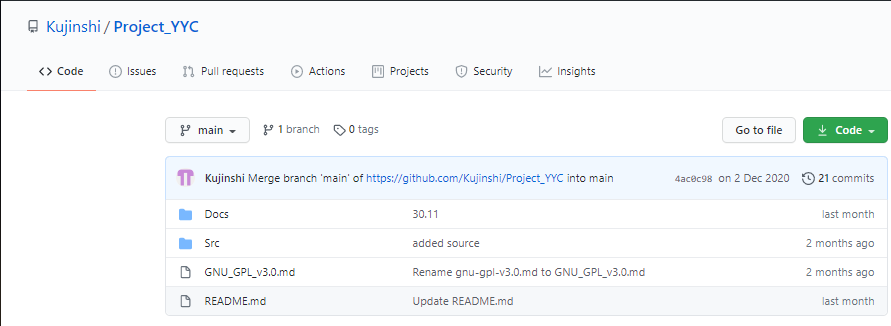 Kujinshi / Project_YYC
Code Issues Pull requests Actions Projects Security Insights
main 1 branch 0 tags Go to file Code
Kujinshi Merge branch 'main' of https://github.com/Kujinshi/Project_YYC into main 4ac0c98 on 2 Dec 2020 21 commits
Docs 30.11 last month
Src added source 2 months ago
GNU_GPL_v3.0.md Rename gnu-gpl-v3.0.md to GNU_GPL_v3.0.md 2 months ago
README.md Update README.md last month